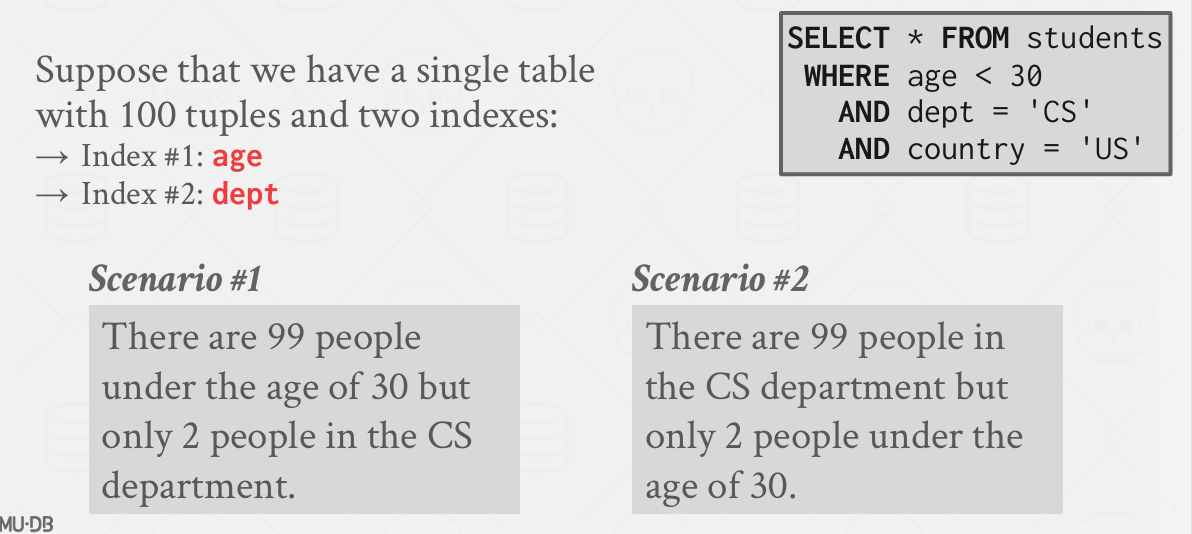 Suppose that we have a single table
with 100 tuples and two indexes:
→ Index #1: age
→ Index #2: dept
SELECT * FROM students
WHERE age < 30
AND dept = 'CS'
AND country = 'US'
Scenario #1
There are 99 people
under the age of 30 but
only 2 people in the CS
department.
Scenario #2
There are 99 people in
the CS department but
only 2 people under the
age of 30.
MU·DB